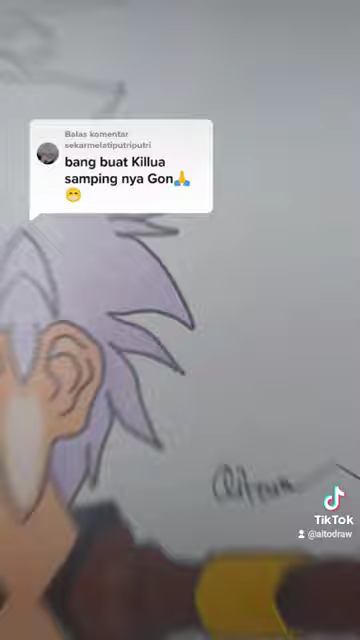 Balas komentar
sekarmelatiputriputri
bang buat Killua
samping nya Gon🙏
😁
TikTok
@altodraw